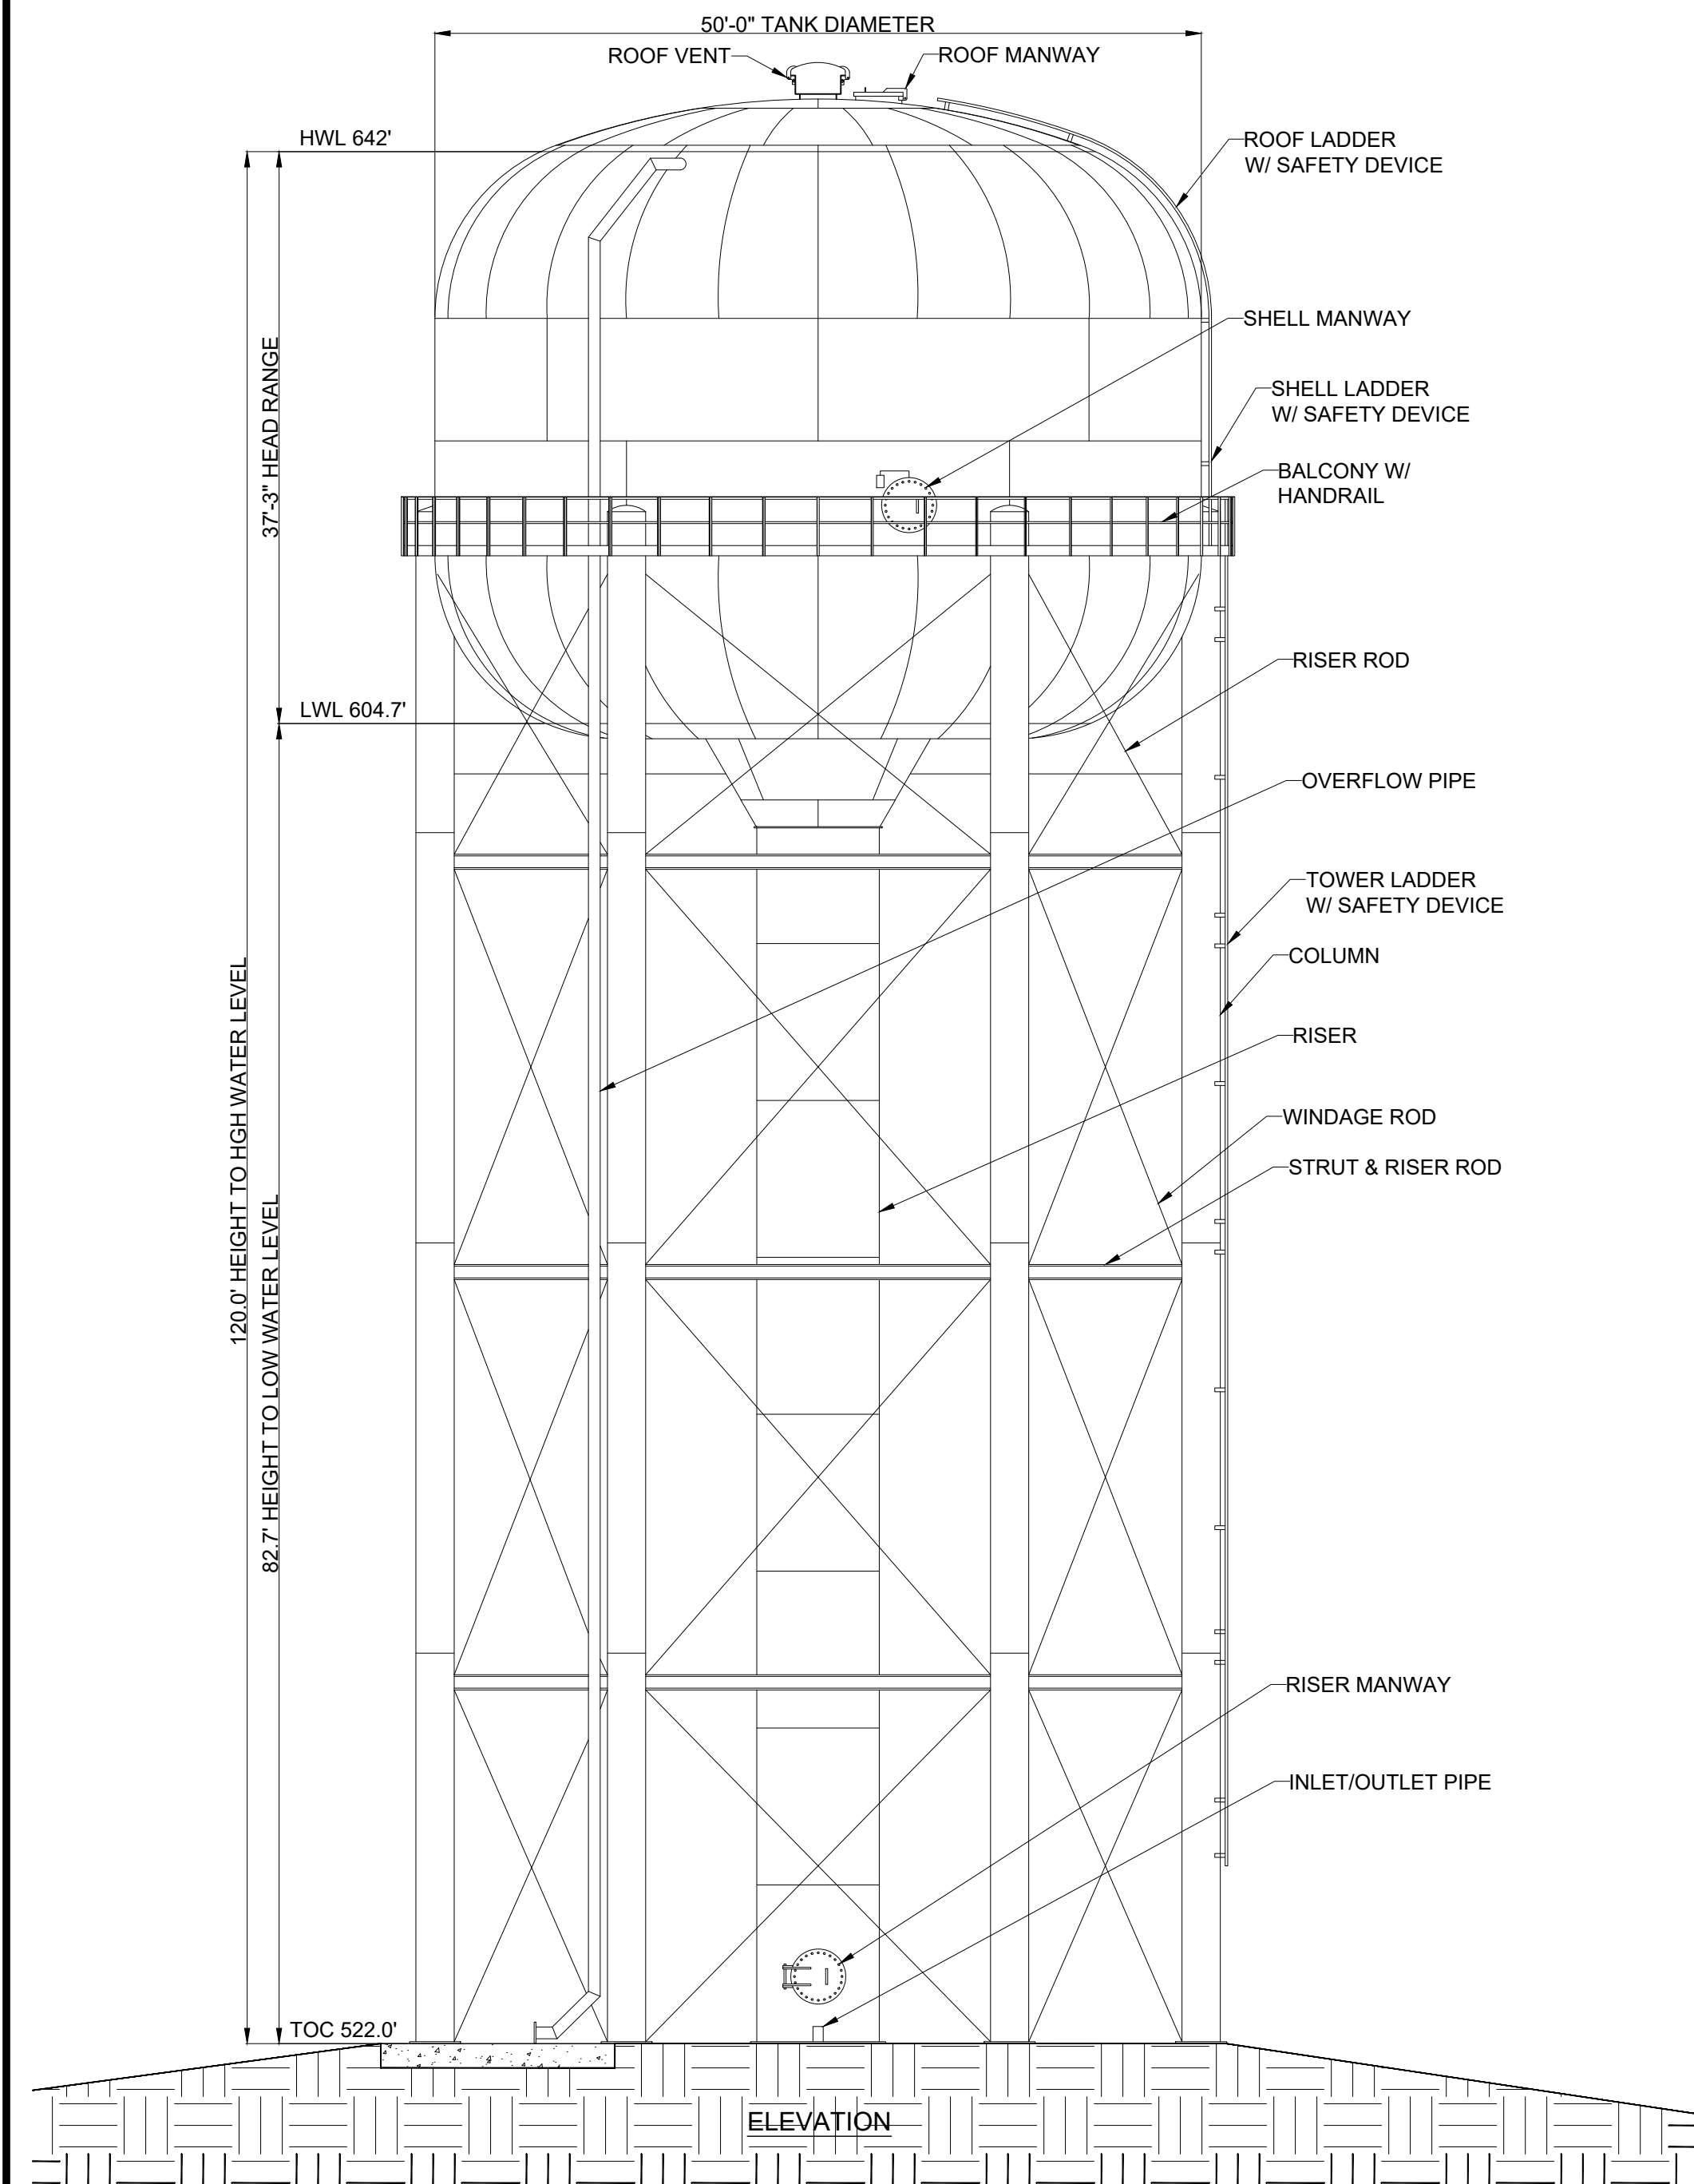 50'-0" TANK DIAMETER
ROOF VENT
ROOF MANWAY
HWL 642'
ROOF LADDER
W/ SAFETY DEVICE
SHELL MANWAY
37'-3" HEAD RANGE
SHELL LADDER
W/ SAFETY DEVICE
BALCONY W/
HANDRAIL
RISER ROD
LWL 604.7'
OVERFLOW PIPE
TOWER LADDER
W/ SAFETY DEVICE
COLUMN
120.0' HEIGHT TO HGH WATER LEVEL
RISER
WINDAGE ROD
STRUT & RISER ROD
82.7' HEIGHT TO LOW WATER LEVEL
RISER MANWAY
INLET/OUTLET PIPE
TOC 522.0'
ELEVATION